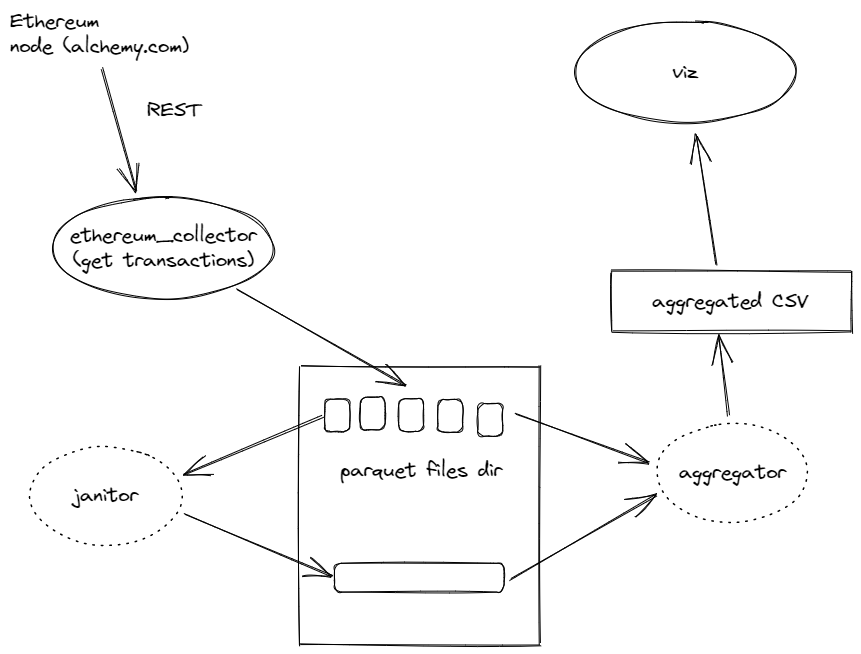 Ethereum
node (alchemy.com)
REST
ethereum_collector
(get transactions)
viz
aggregated CSV
parquet files dir
janitor
aggregator